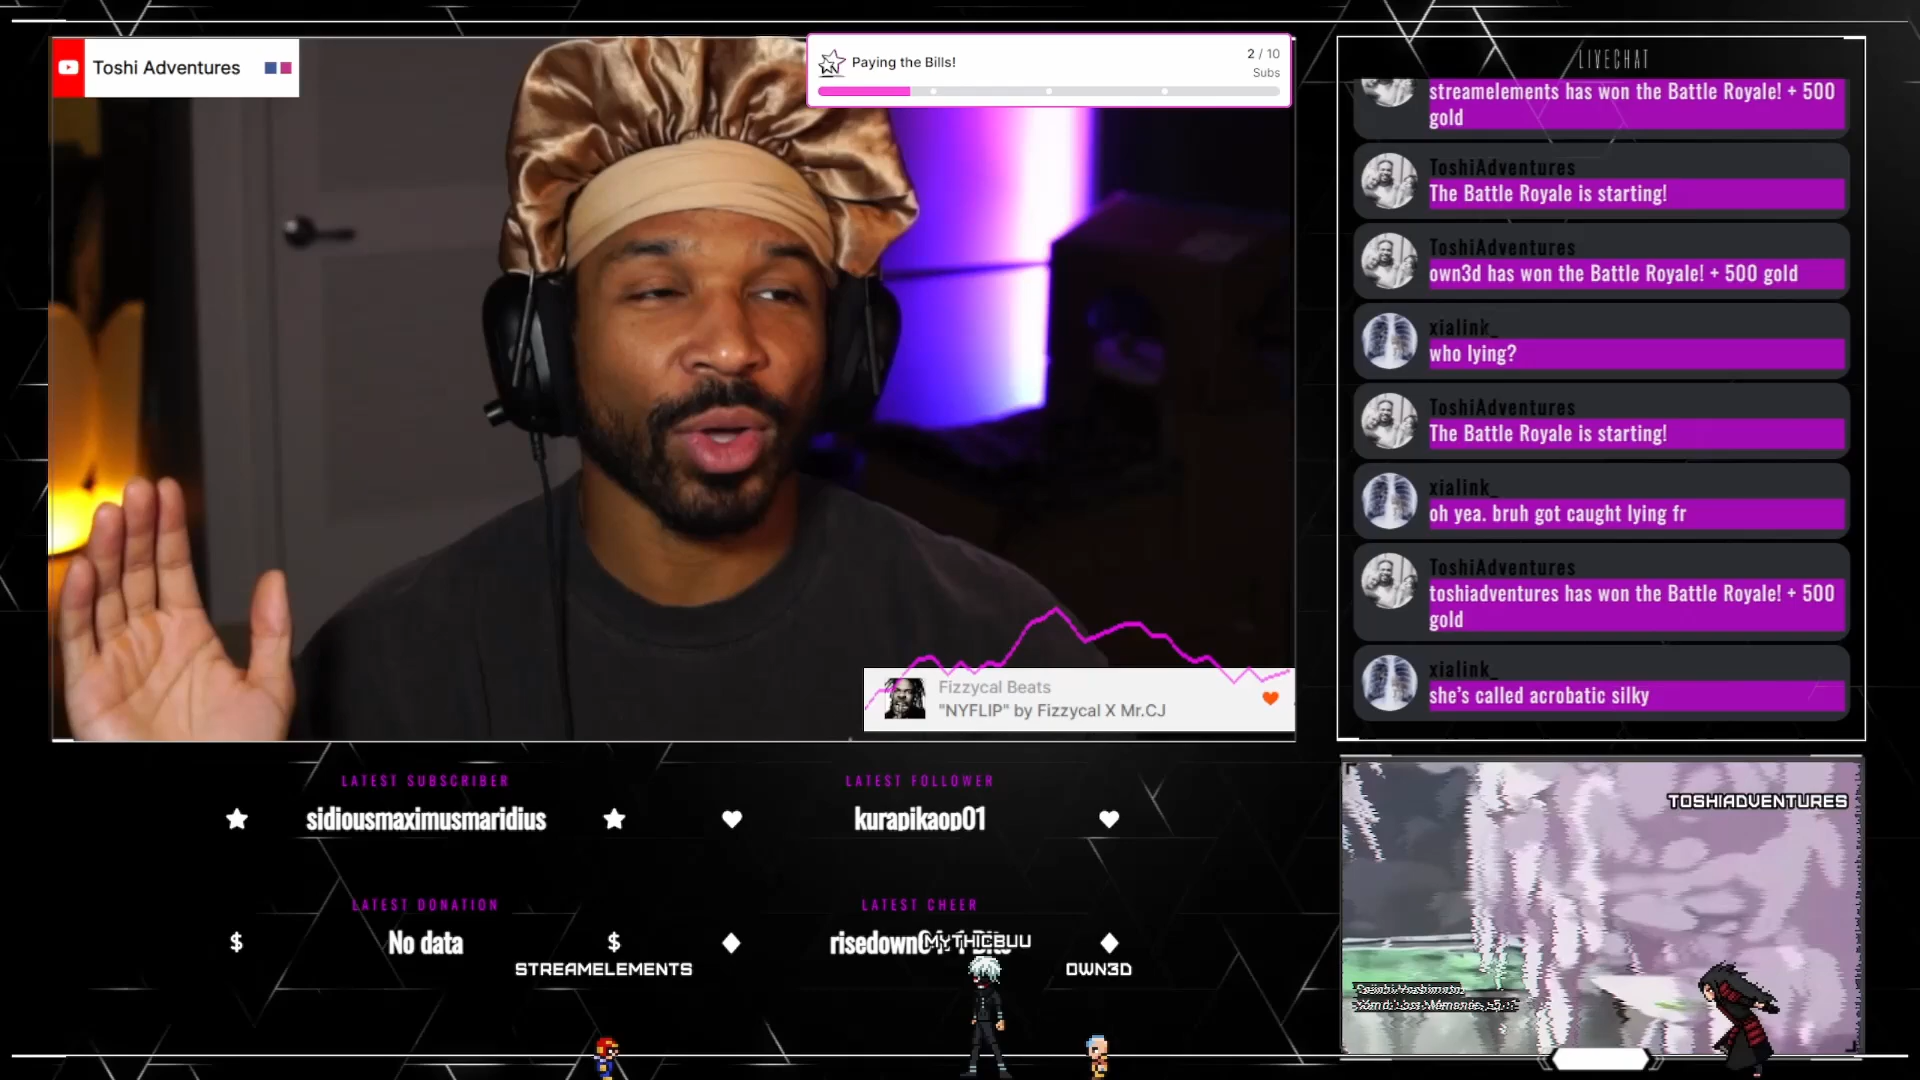 Toshi Adventures
Paying the Bills!
2 / 10
Subs
Fizzycal Beats
"NYFLIP" by Fizzycal X Mr.CJ
LIVECHAT
streamelements has won the Battle Royale! + 500
gold
ToshiAdventures
The Battle Royale is starting!
ToshiAdventures
own3d has won the Battle Royale! + 500 gold
xialink_
who lying?
ToshiAdventures
The Battle Royale is starting!
xialink_
oh yea. bruh got caught lying fr
ToshiAdventures
toshiadventures has won the Battle Royale! + 500
gold
xialink_
she's called acrobatic silky
LATEST SUBSCRIBER
sidiousmaximusmaridius
LATEST FOLLOWER
kurapikaop01
LATEST DONATION
$ No data $
LATEST CHEER
MYTHICBUU
STREAMELEMENTS
OWN3D
TOSHIADVENTURES